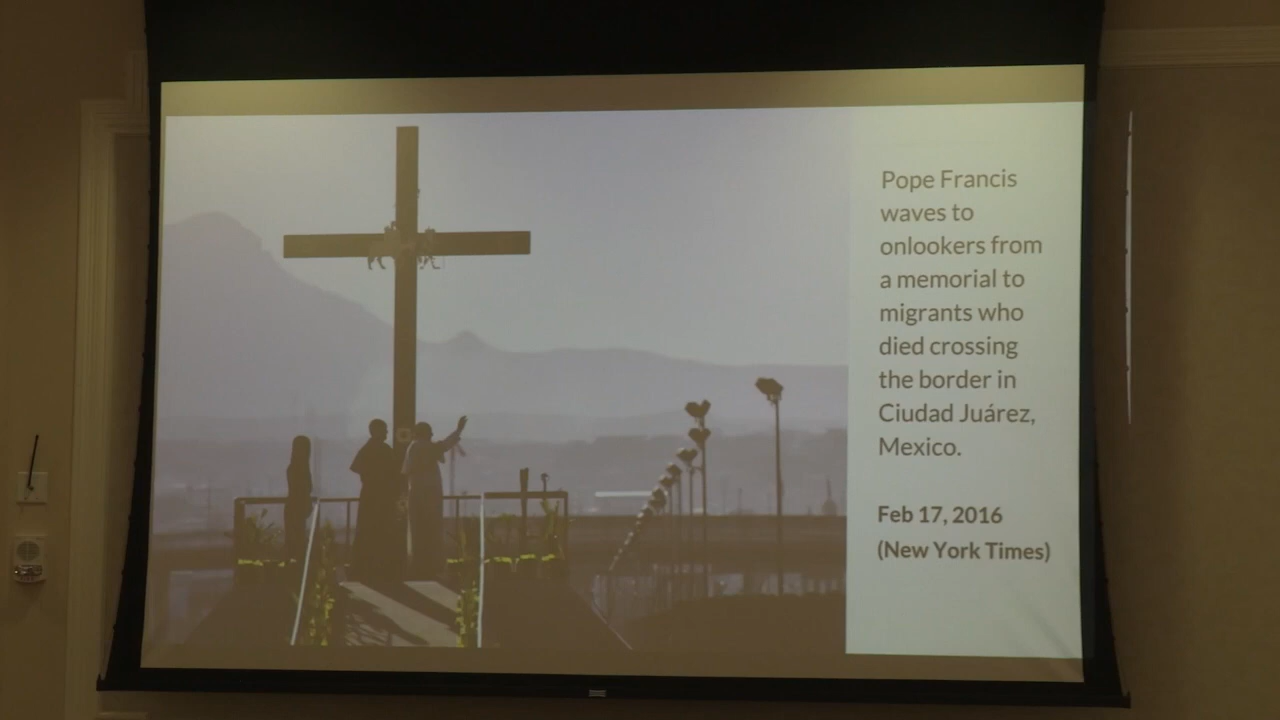 Pope Francis
waves to
onlookers from
a memorial to
migrants who
died crossing
the border in
Ciudad Juárez,
Mexico.
Feb 17, 2016
(New York Times)